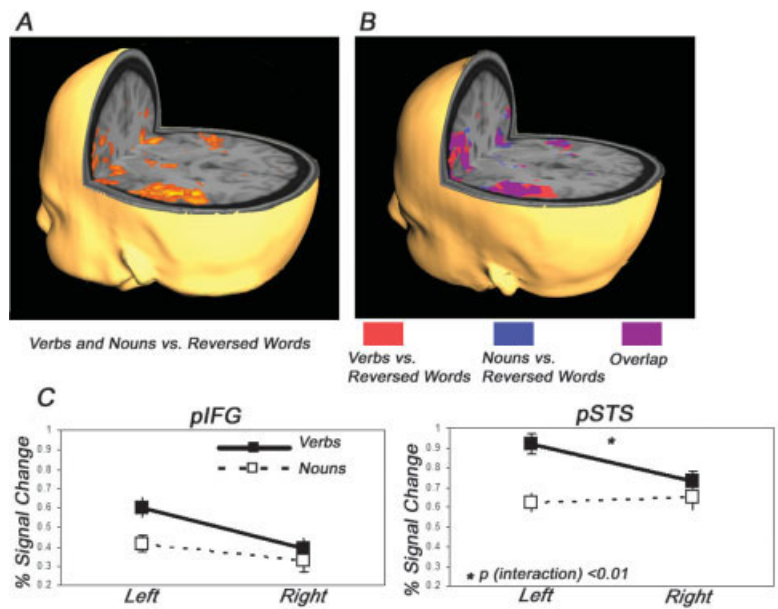 A
B
Verbs and Nouns vs. Reversed Words
Verbs vs.
Reversed Words
Nouns vs.
Reversed Words
Overlap
C
pIFG
% Signal Change
1
0.9
0.8
0.7
0.6
0.5
0.4
0.3
0.2
Verbs
Nouns
Left
Right
pSTS
% Signal Change
1
0.9
0.8
0.7
0.6
0.5
0.4
0.3
0.2
*
* p (interaction) <0.01
Left
Right